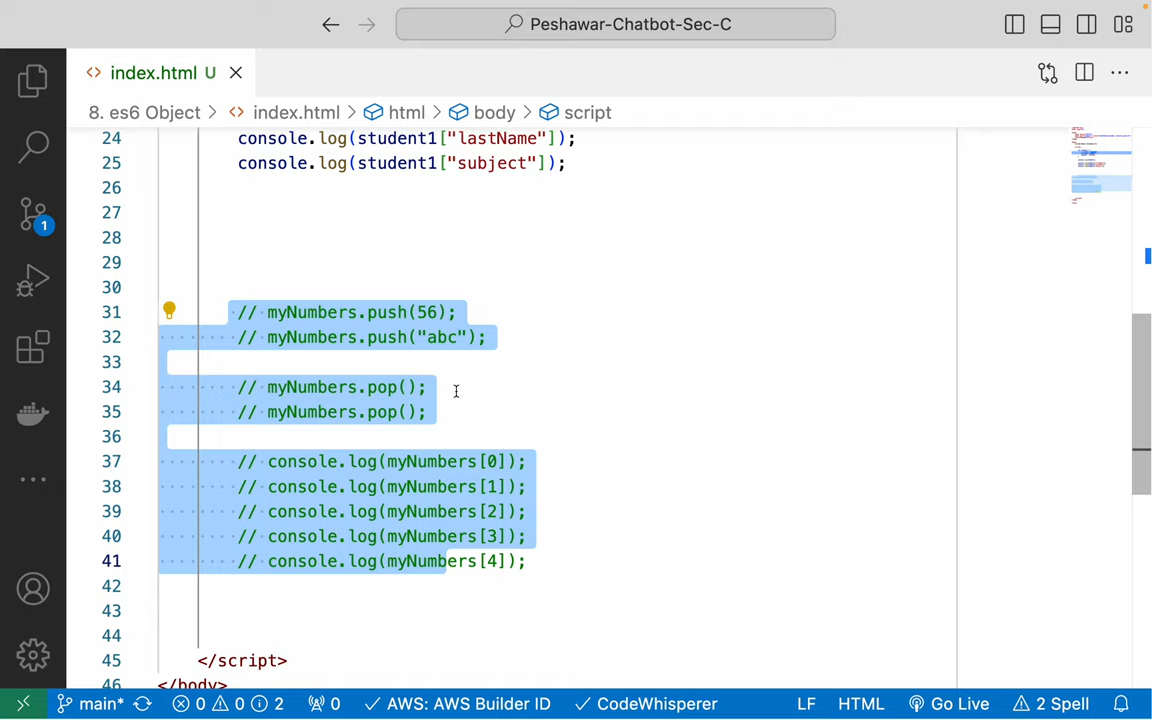 Peshawar-Chatbot-Sec-C
index.html U
8. es6 Object > index.html > html > body > script
24 console.log(student1["lastName"]);
25 console.log(student1["subject"]);
26
27
28
29
30
31 // myNumbers.push(56);
32 // myNumbers.push("abc");
33
34 // myNumbers.pop();
35 // myNumbers.pop();
36
37 // console.log(myNumbers[0]);
38 // console.log(myNumbers[1]);
39 // console.log(myNumbers[2]);
40 // console.log(myNumbers[3]);
41 // console.log(myNumbers[4]);
42
43
44
45 </script>
46 </body>
1
main* 0 0 2 0 AWS: AWS Builder ID CodeWhisperer LF HTML Go Live 2 Spell